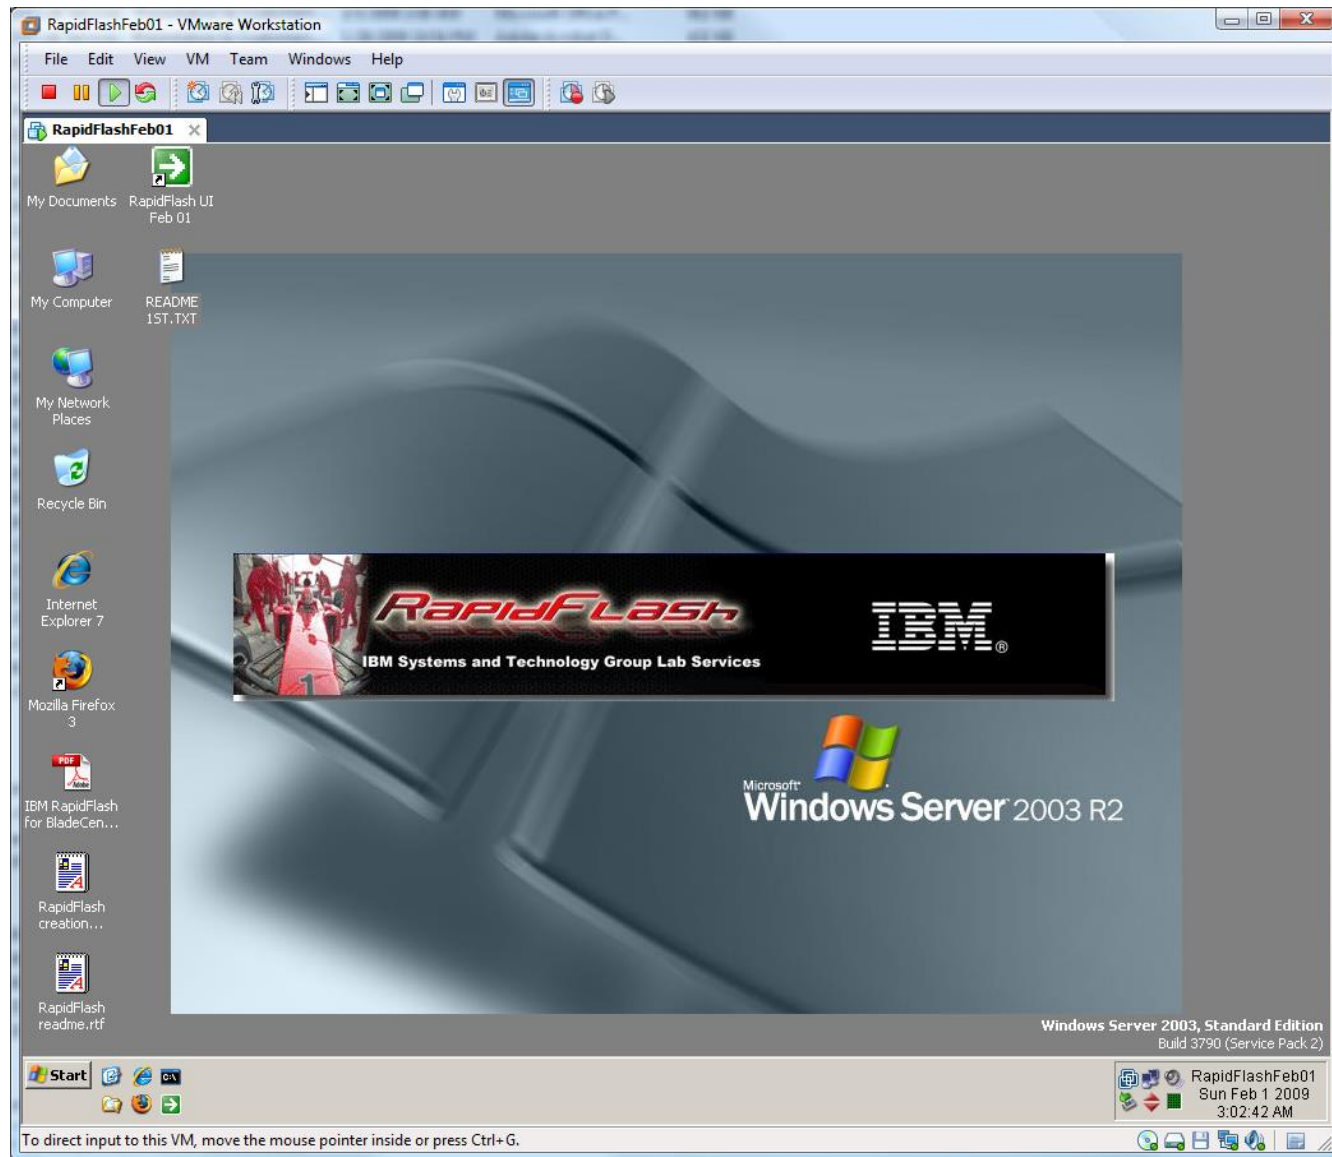 RapidFlashFeb01 - VMware Workstation
File Edit View VM Team Windows Help
RapidFlashFeb01
My Documents
RapidFlash UI
Feb 01
My Computer
README
1ST.TXT
My Network
Places
Recycle Bin
Internet
Explorer 7
Mozilla Firefox
3
PDF
Adobe
IBM RapidFlash
for BladeCen...
RapidFlash
creation...
RapidFlash
readme.rtf
RapidFlash
IBM Systems and Technology Group Lab Services
IBM®
1
Microsoft
Windows Server 2003 R2
Windows Server 2003, Standard Edition
Build 3790 (Service Pack 2)
Start
C:\
RapidFlashFeb01
Sun Feb 1 2009
3:02:42 AM
To direct input to this VM, move the mouse pointer inside or press Ctrl+G.